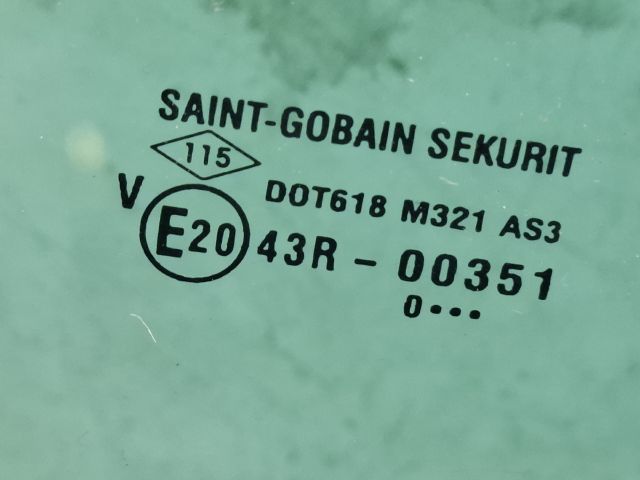 SAINT-GOBAIN SEKURIT
115
DOT618 M321 AS3
V
E20 43R - 00351
0•••